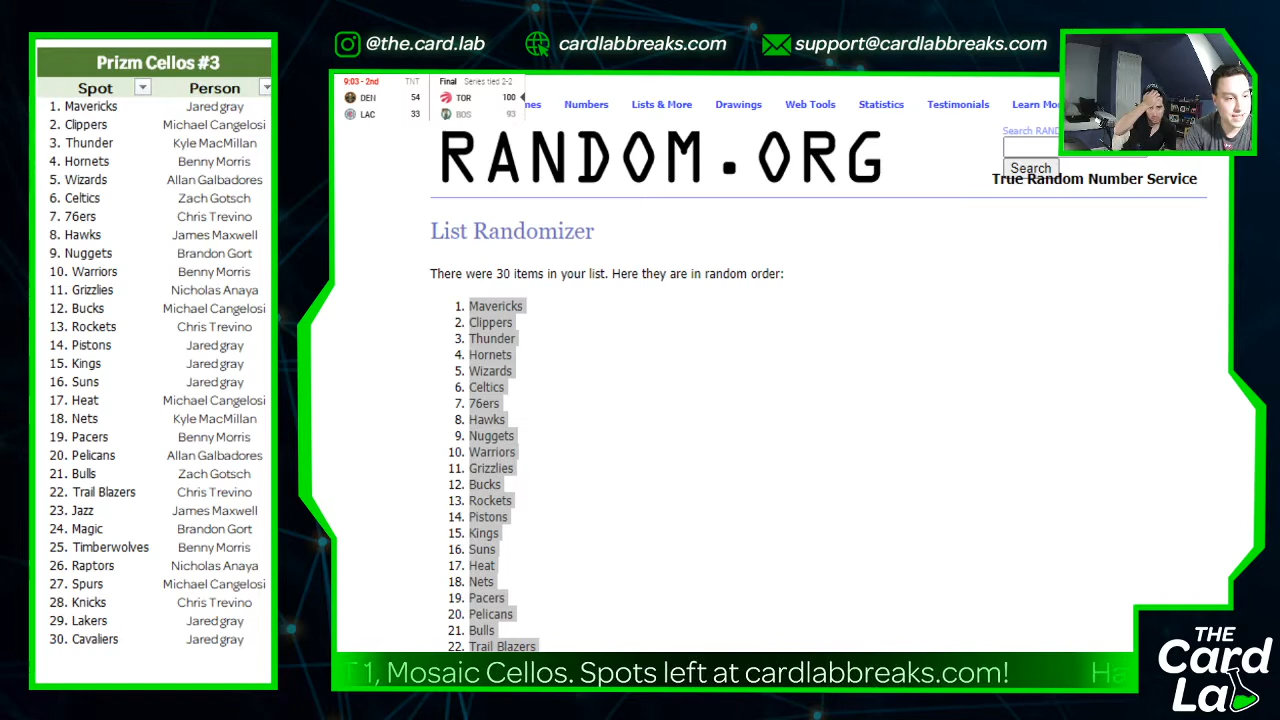 @the.card.lab
cardlabbreaks.com
support@cardlabbreaks.com
Prizm Cellos #3
Spot Person
1. Mavericks Jared gray
2. Clippers Michael Cangelosi
3. Thunder Kyle MacMillan
4. Hornets Benny Morris
5. Wizards Allan Galbadores
6. Celtics Zach Gotsch
7. 76ers Chris Trevino
8. Hawks James Maxwell
9. Nuggets Brandon Gort
10. Warriors Benny Morris
11. Grizzlies Nicholas Anaya
12. Bucks Michael Cangelosi
13. Rockets Chris Trevino
14. Pistons Jared gray
15. Kings Jared gray
16. Suns Jared gray
17. Heat Michael Cangelosi
18. Nets Kyle MacMillan
19. Pacers Benny Morris
20. Pelicans Allan Galbadores
21. Bulls Zach Gotsch
22. Trail Blazers Chris Trevino
23. Jazz James Maxwell
24. Magic Brandon Gort
25. Timberwolves Benny Morris
26. Raptors Nicholas Anaya
27. Spurs Michael Cangelosi
28. Knicks Chris Trevino
29. Lakers Jared gray
30. Cavaliers Jared gray
9:03 - 2nd TNT
DEN 54
LAC 33
Final Series tied 2-2
TOR 100
BOS 93
mes Numbers Lists & More Drawings Web Tools Statistics Testimonials Learn Mo
Search RAND
Search
RANDOM.ORG
True Random Number Service
List Randomizer
There were 30 items in your list. Here they are in random order:
1. Mavericks
2. Clippers
3. Thunder
4. Hornets
5. Wizards
6. Celtics
7. 76ers
8. Hawks
9. Nuggets
10. Warriors
11. Grizzlies
12. Bucks
13. Rockets
14. Pistons
15. Kings
16. Suns
17. Heat
18. Nets
19. Pacers
20. Pelicans
21. Bulls
22. Trail Blazers
T 1, Mosaic Cellos. Spots left at cardlabbreaks.com! Ha
THE
Card
Lab